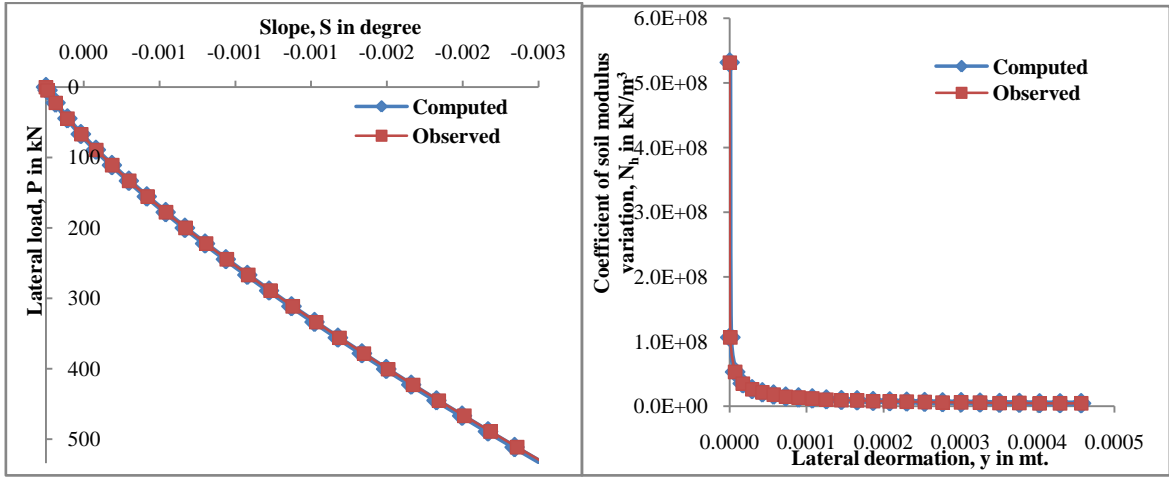 Slope, S in degree
0.000 -0.001 -0.001 -0.001 -0.002 -0.002 -0.003
0
100
200
300
400
500
Lateral load, P in kN
Computed
Observed
Coefficient of soil modulus
variation, Nh in kN/m³
6.0E+08
5.0E+08
4.0E+08
3.0E+08
2.0E+08
1.0E+08
0.0E+00
Computed
Observed
0.0000 0.0001 0.0002 0.0003 0.0004 0.0005
Lateral deormation, y in mt.